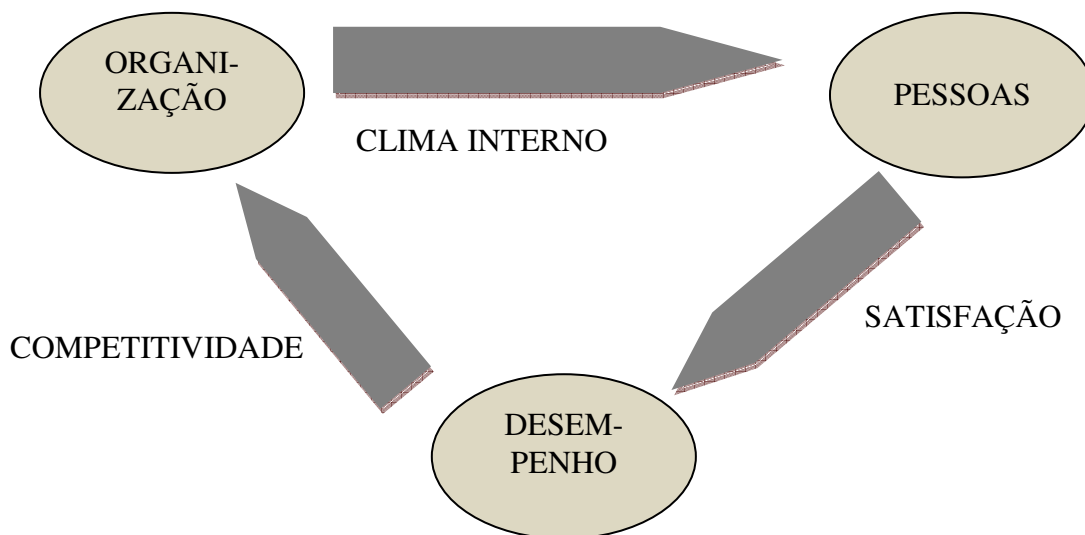 ORGANI-
ZAÇÃO
PESSOAS
CLIMA INTERNO
SATISFAÇÃO
COMPETITIVIDADE
DESEM-
PENHO